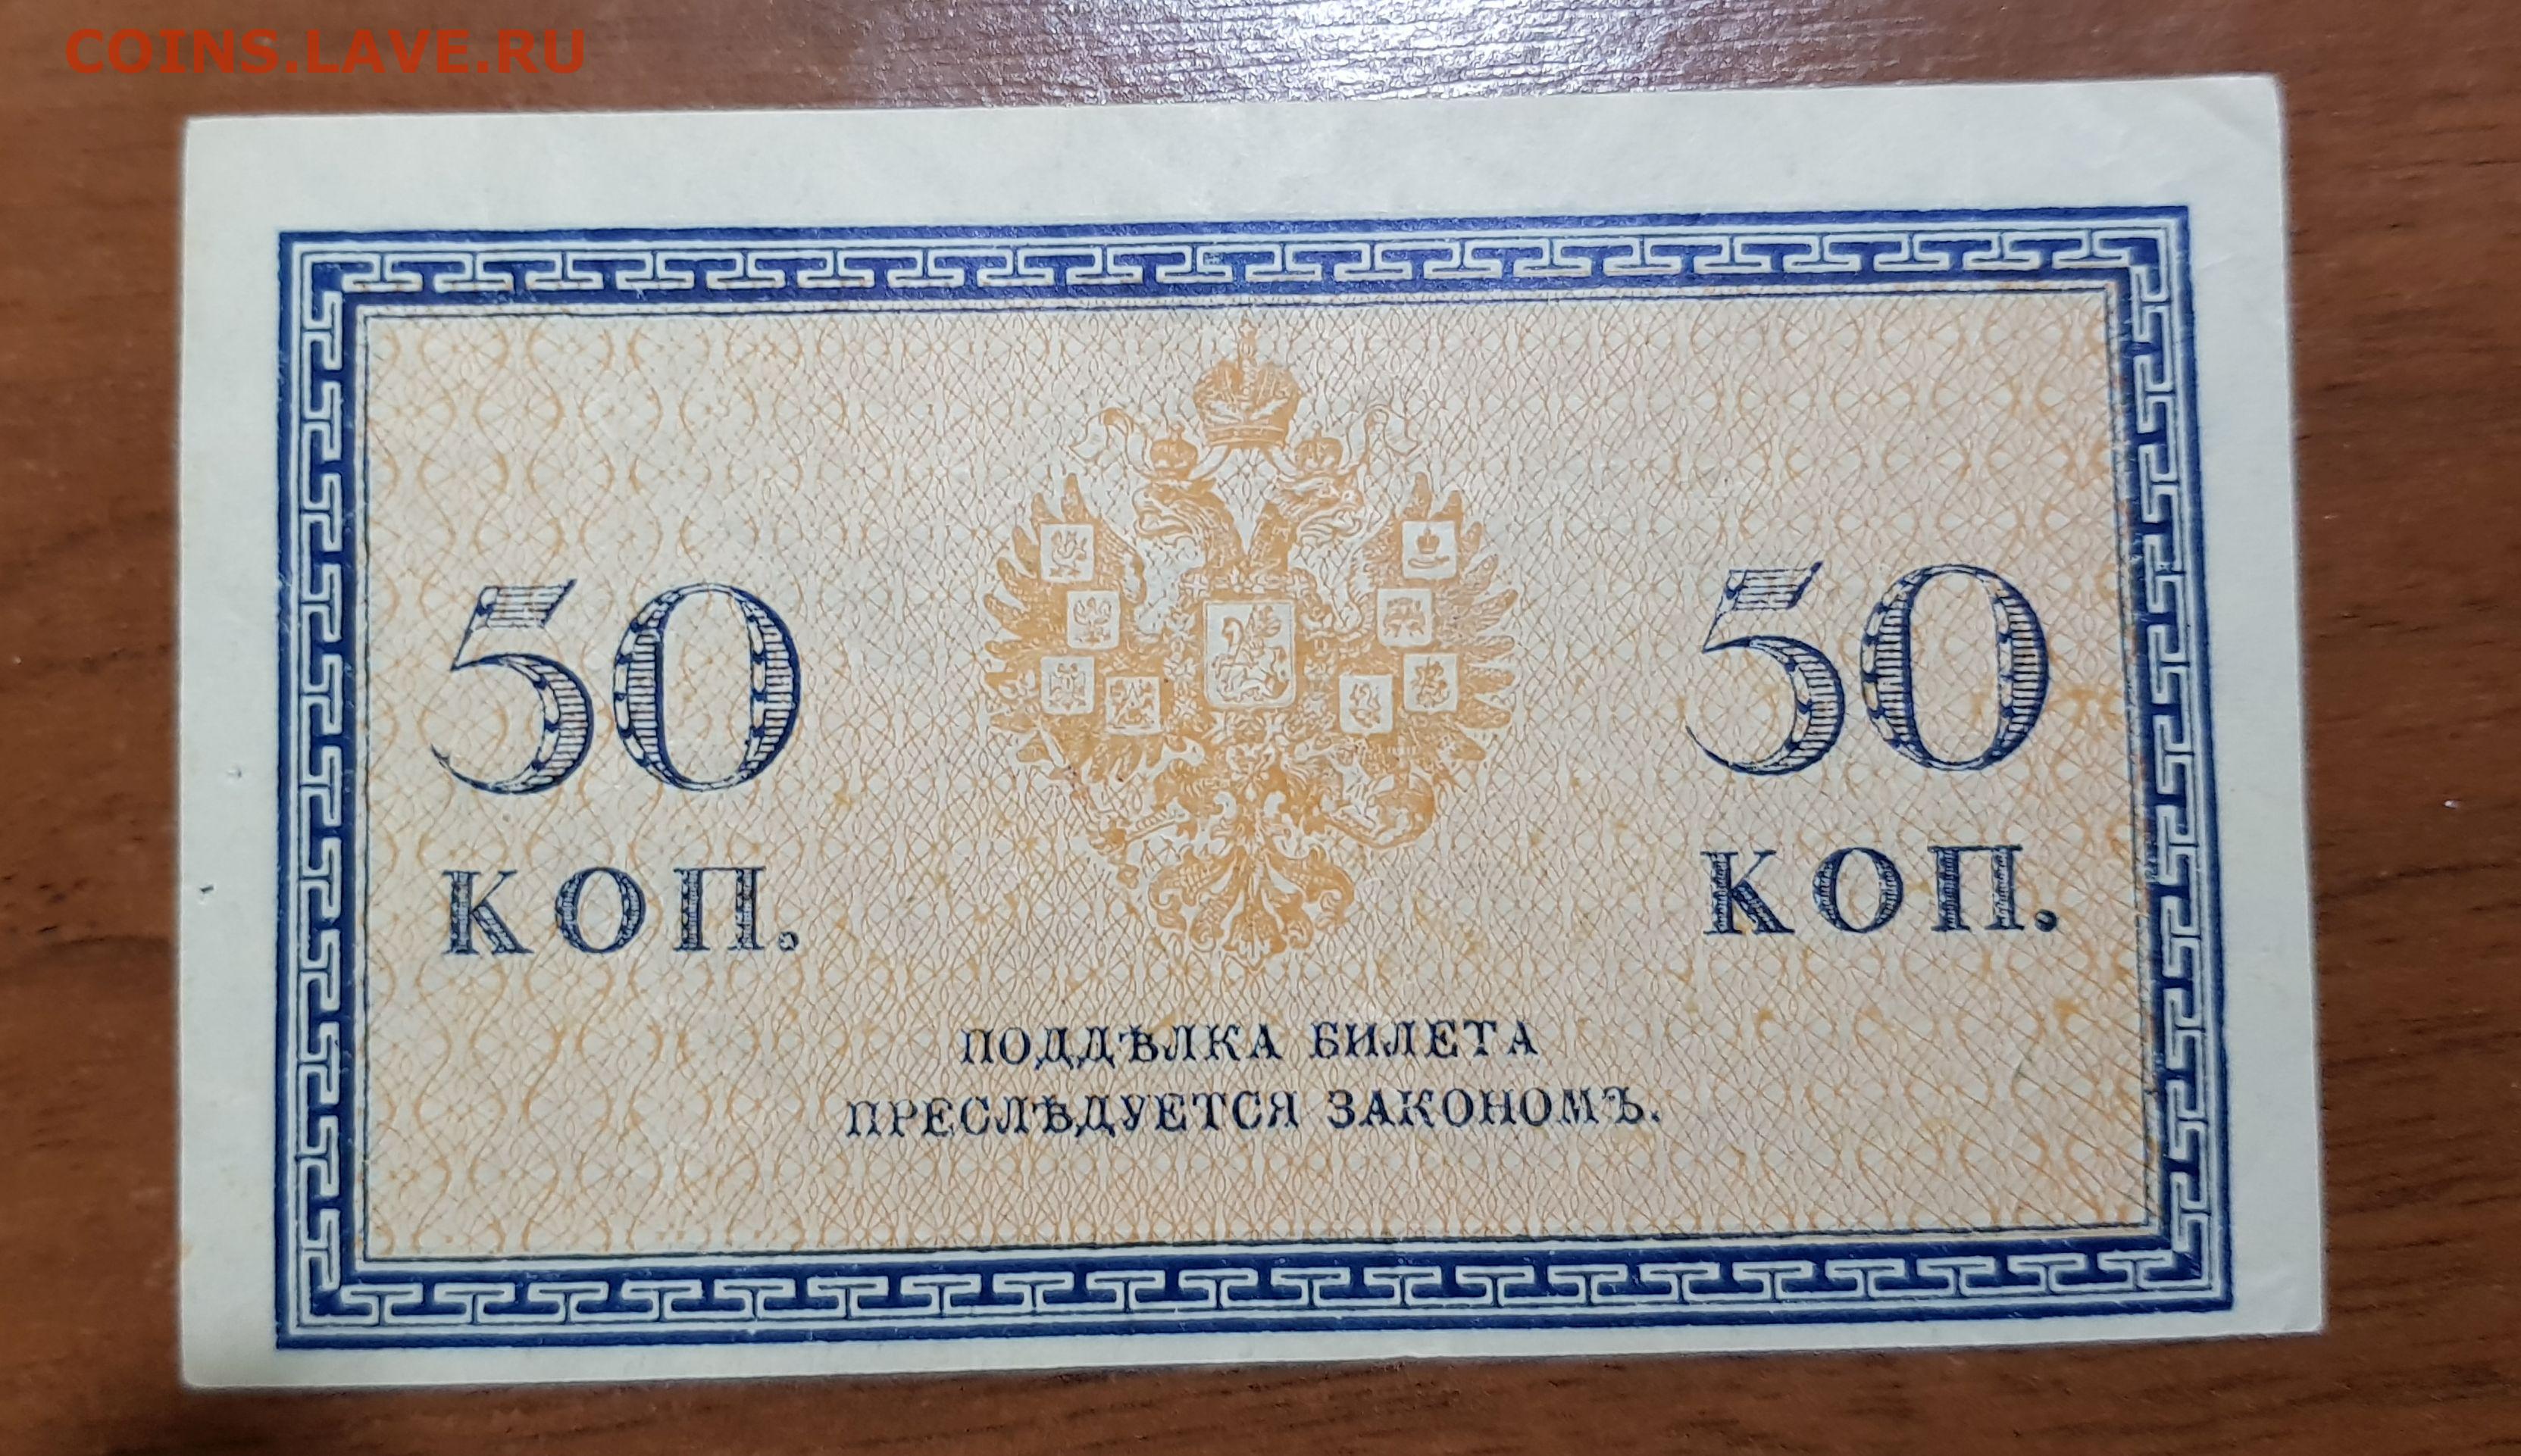 COINS.LAVE.RU
50
КОП.
50
КОП.
ПОДДѢЛКА БИЛЕТА
ПРЕСЛѢДУЕТСЯ ЗАКОНОМЪ.